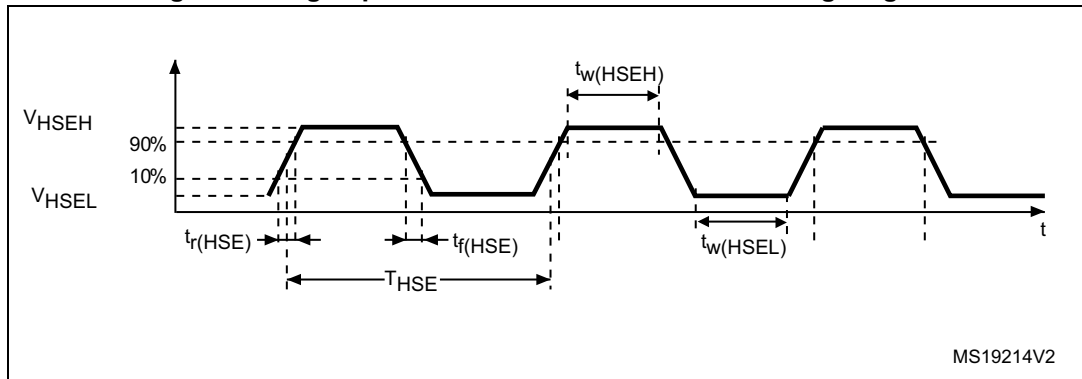 tw(HSEH)
VHSEH
90%
10%
VHSEL
tr(HSE)
tf(HSE)
tw(HSEL)
t
THSE
MS19214V2